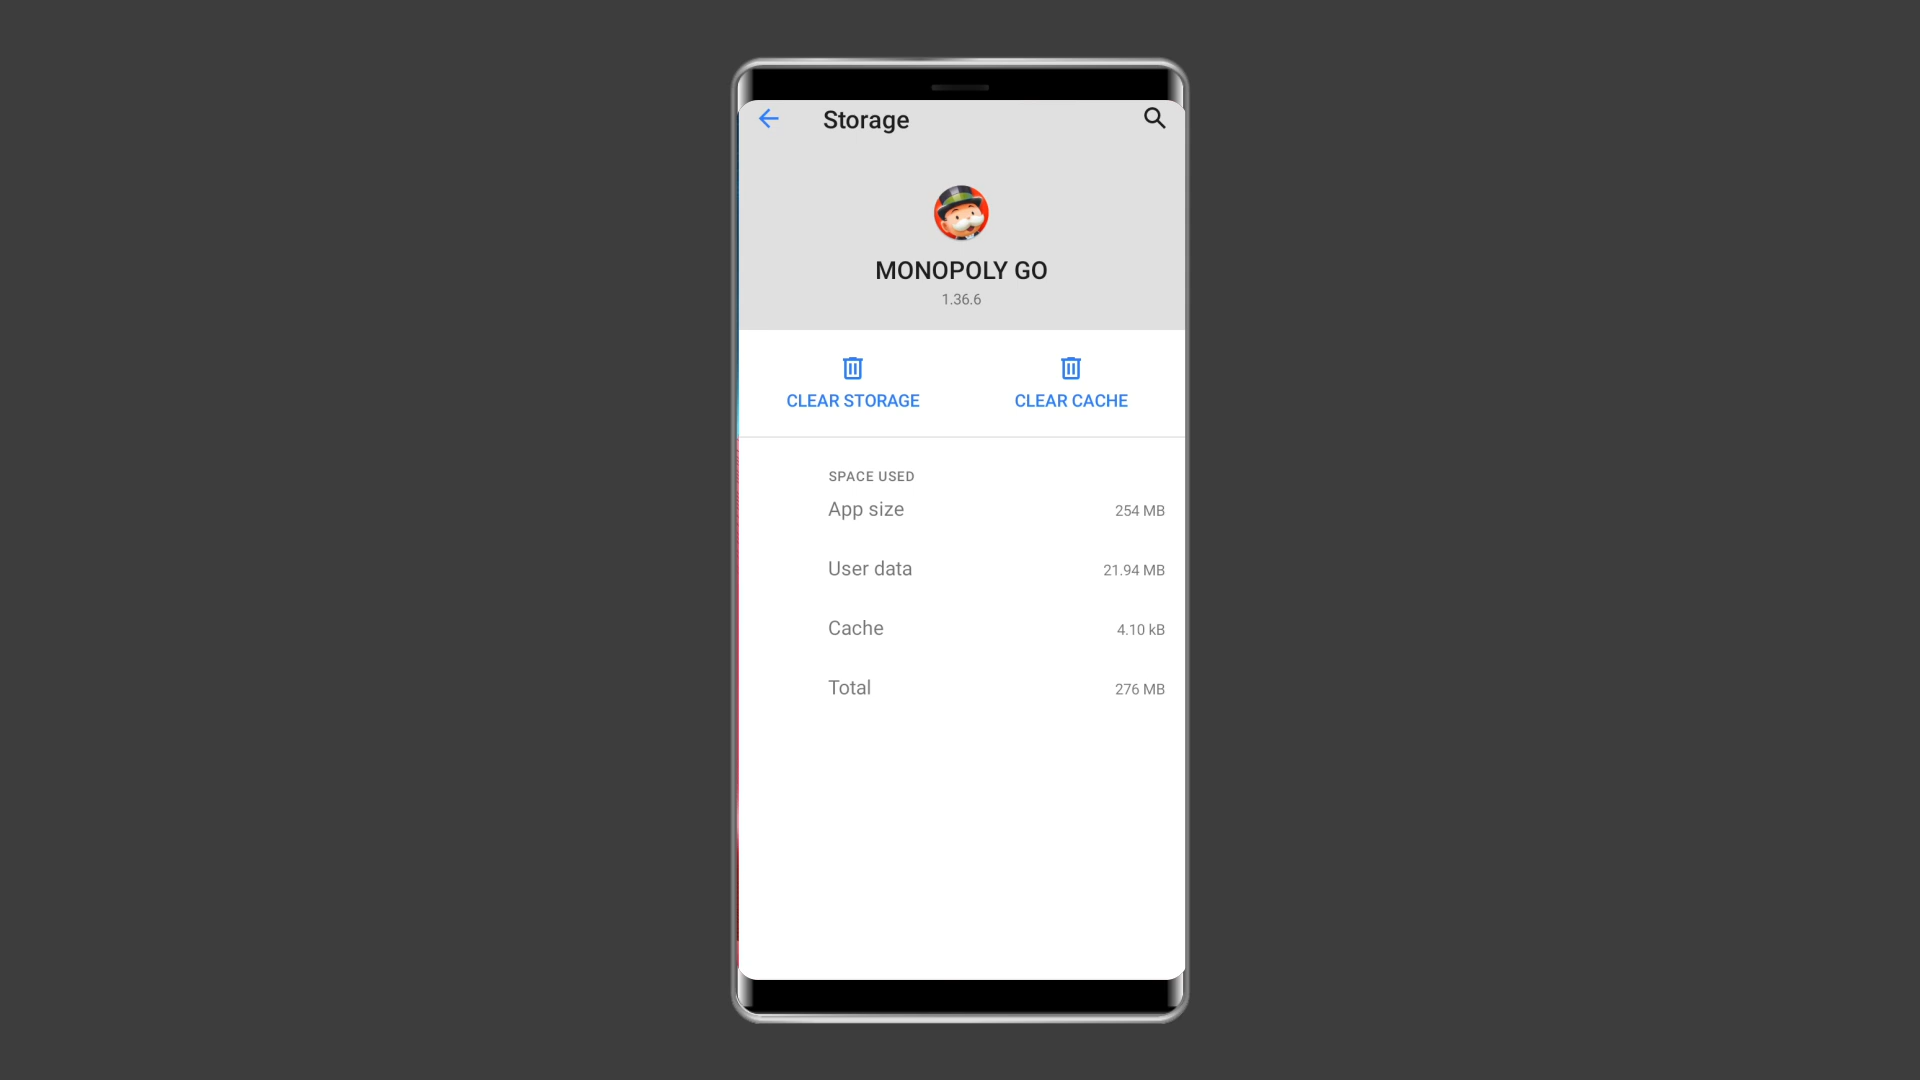 Storage
MONOPOLY GO
1.36.6
CLEAR STORAGE CLEAR CACHE
SPACE USED
App size 254 MB
User data 21.94 MB
Cache 4.10 kB
Total 276 MB